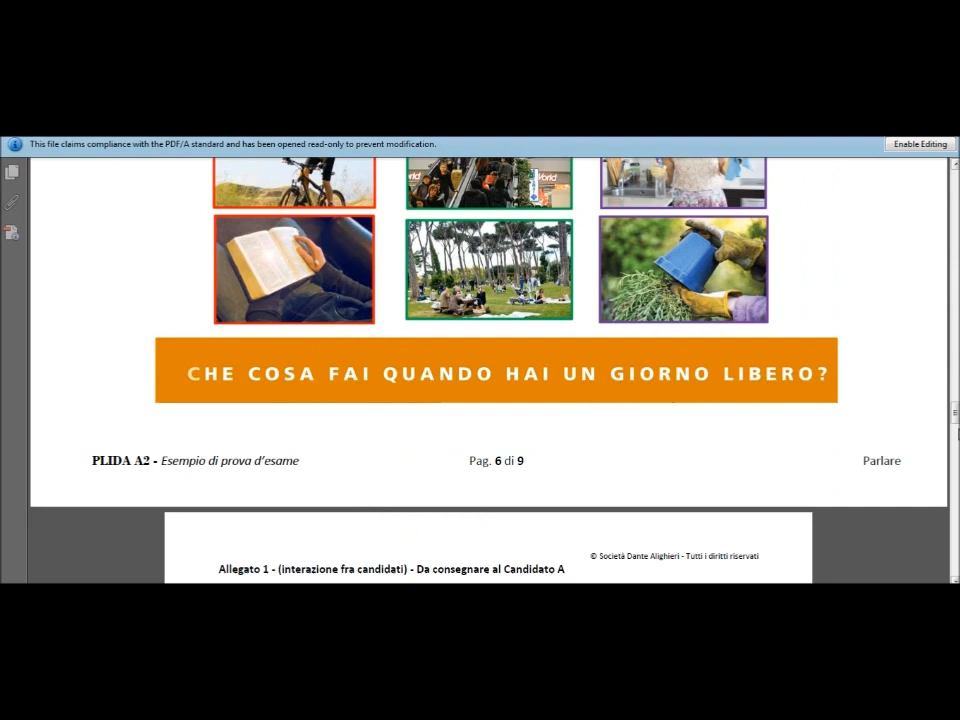 This file claims compliance with the PDF/A standard and has been opened read-only to prevent modification.
Enable Editing
World
CHE COSA FAI QUANDO HAI UN GIORNO LIBERO?
PLIDA A2 - Esempio di prova d'esame
Pag. 6 di 9
Parlare
© Società Dante Alighieri - Tutti i diritti riservati
Allegato 1 - (interazione fra candidati) - Da consegnare al Candidato A